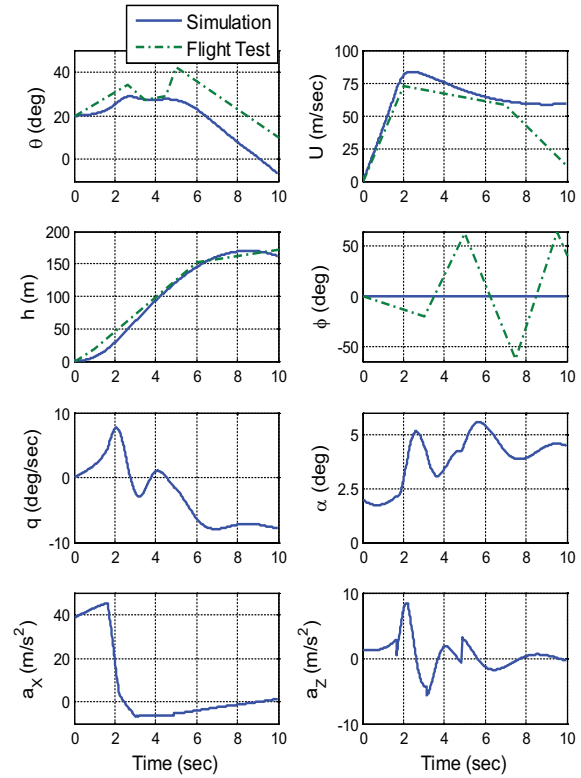 Simulation
Flight Test
θ (deg)
40
20
0
0 2 4 6 8 10
U (m/sec)
100
75
50
25
0
0 2 4 6 8 10
h (m)
200
150
100
50
0
0 2 4 6 8 10
ϕ (deg)
50
0
-50
0 2 4 6 8 10
q (deg/sec)
10
0
-10
0 2 4 6 8 10
α (deg)
5
2.5
0
0 2 4 6 8 10
aX (m/s²)
40
20
0
0 2 4 6 8 10
Time (sec)
aZ (m/s²)
10
0
-10
0 2 4 6 8 10
Time (sec)